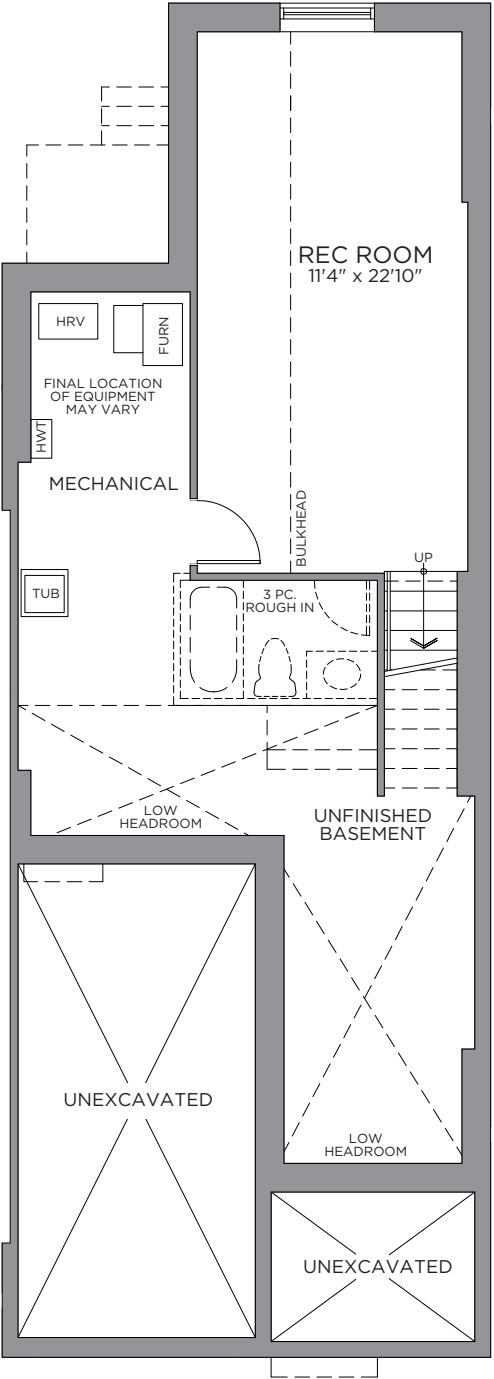 REC ROOM
11'4" x 22'10"
HRV
FURN
FINAL LOCATION
OF EQUIPMENT
MAY VARY
HWT
MECHANICAL
BULKHEAD
UP
TUB
3 PC.
ROUGH IN
LOW
HEADROOM
UNFINISHED
BASEMENT
UNEXCAVATED
LOW
HEADROOM
UNEXCAVATED